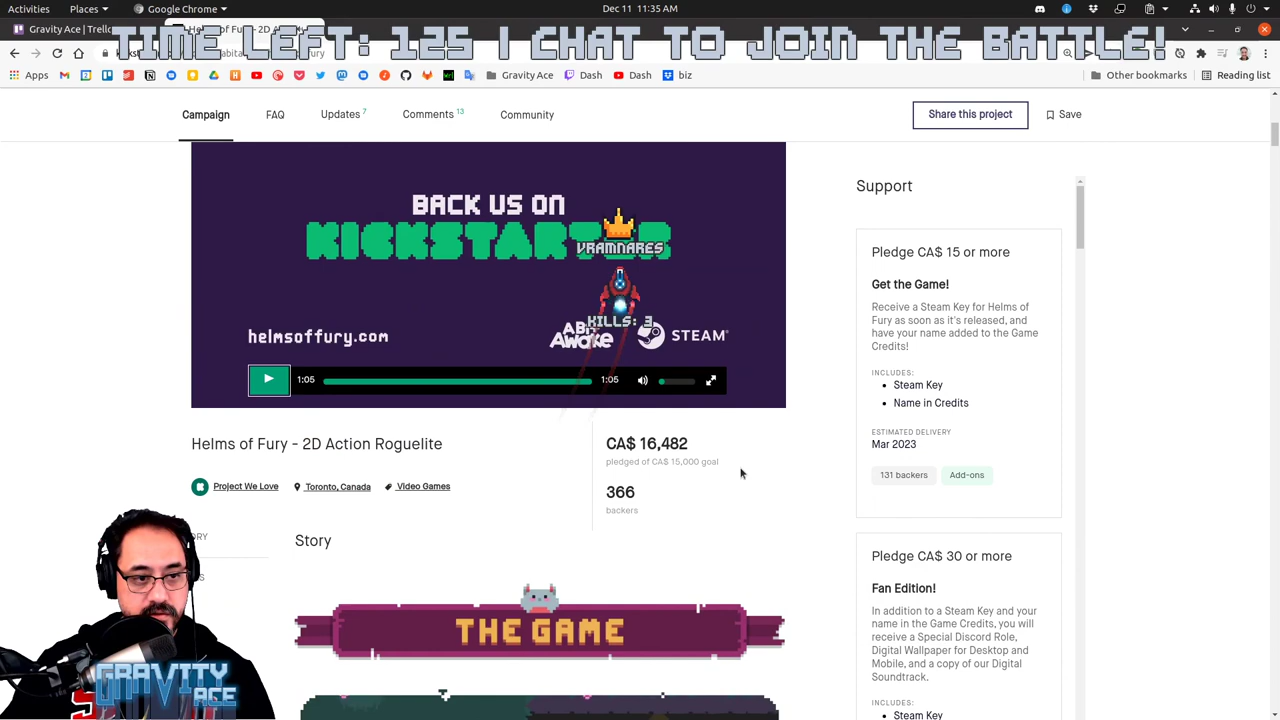 Activities Places Google Chrome Dec 11 11:35 AM
Gravity Ace | Trello
TIME LEFT: 125 | CHAT TO JOIN THE BATTLE!
Apps Gravity Ace Dash Dash biz Other bookmarks Reading list
Campaign FAQ Updates 7 Comments 13 Community Share this project Save
BACK US ON
KICKSTARTER
VRAMNARES
KILLS: 3
helmsoffury.com
STEAM
1:05 1:05
Helms of Fury - 2D Action Roguelite
Project We Love Toronto, Canada Video Games
CA$ 16,482
pledged of CA$ 15,000 goal
366
backers
Story
THE GAME
Support
Pledge CA$ 15 or more
Get the Game!
Receive a Steam Key for Helms of
Fury as soon as it's released, and
have your name added to the Game
Credits!
INCLUDES:
Steam Key
Name in Credits
ESTIMATED DELIVERY
Mar 2023
131 backers Add-ons
Pledge CA$ 30 or more
Fan Edition!
In addition to a Steam Key and your
name in the Game Credits, you will
receive a Special Discord Role,
Digital Wallpaper for Desktop and
Mobile, and a copy of our Digital
Soundtrack.
INCLUDES:
Steam Key
GRAVITY
ACE